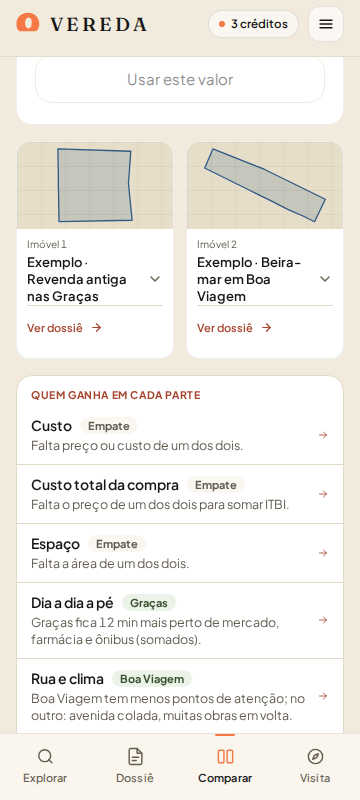 VEREDA
3 créditos
Usar este valor
Imóvel 1
Exemplo ·
Revenda antiga
nas Graças
Ver dossiê →
Imóvel 2
Exemplo · Beira-
mar em Boa
Viagem
Ver dossiê →
QUEM GANHA EM CADA PARTE
Custo Empate
Falta preço ou custo de um dos dois.
→
Custo total da compra Empate
Falta o preço de um dos dois para somar ITBI.
→
Espaço Empate
Falta a área de um dos dois.
→
Dia a dia a pé Graças
Graças fica 12 min mais perto de mercado,
farmácia e ônibus (somados).
→
Rua e clima Boa Viagem
Boa Viagem tem menos pontos de atenção; no
outro: avenida colada, muitas obras em volta.
→
Explorar
Dossiê
Comparar
Visita